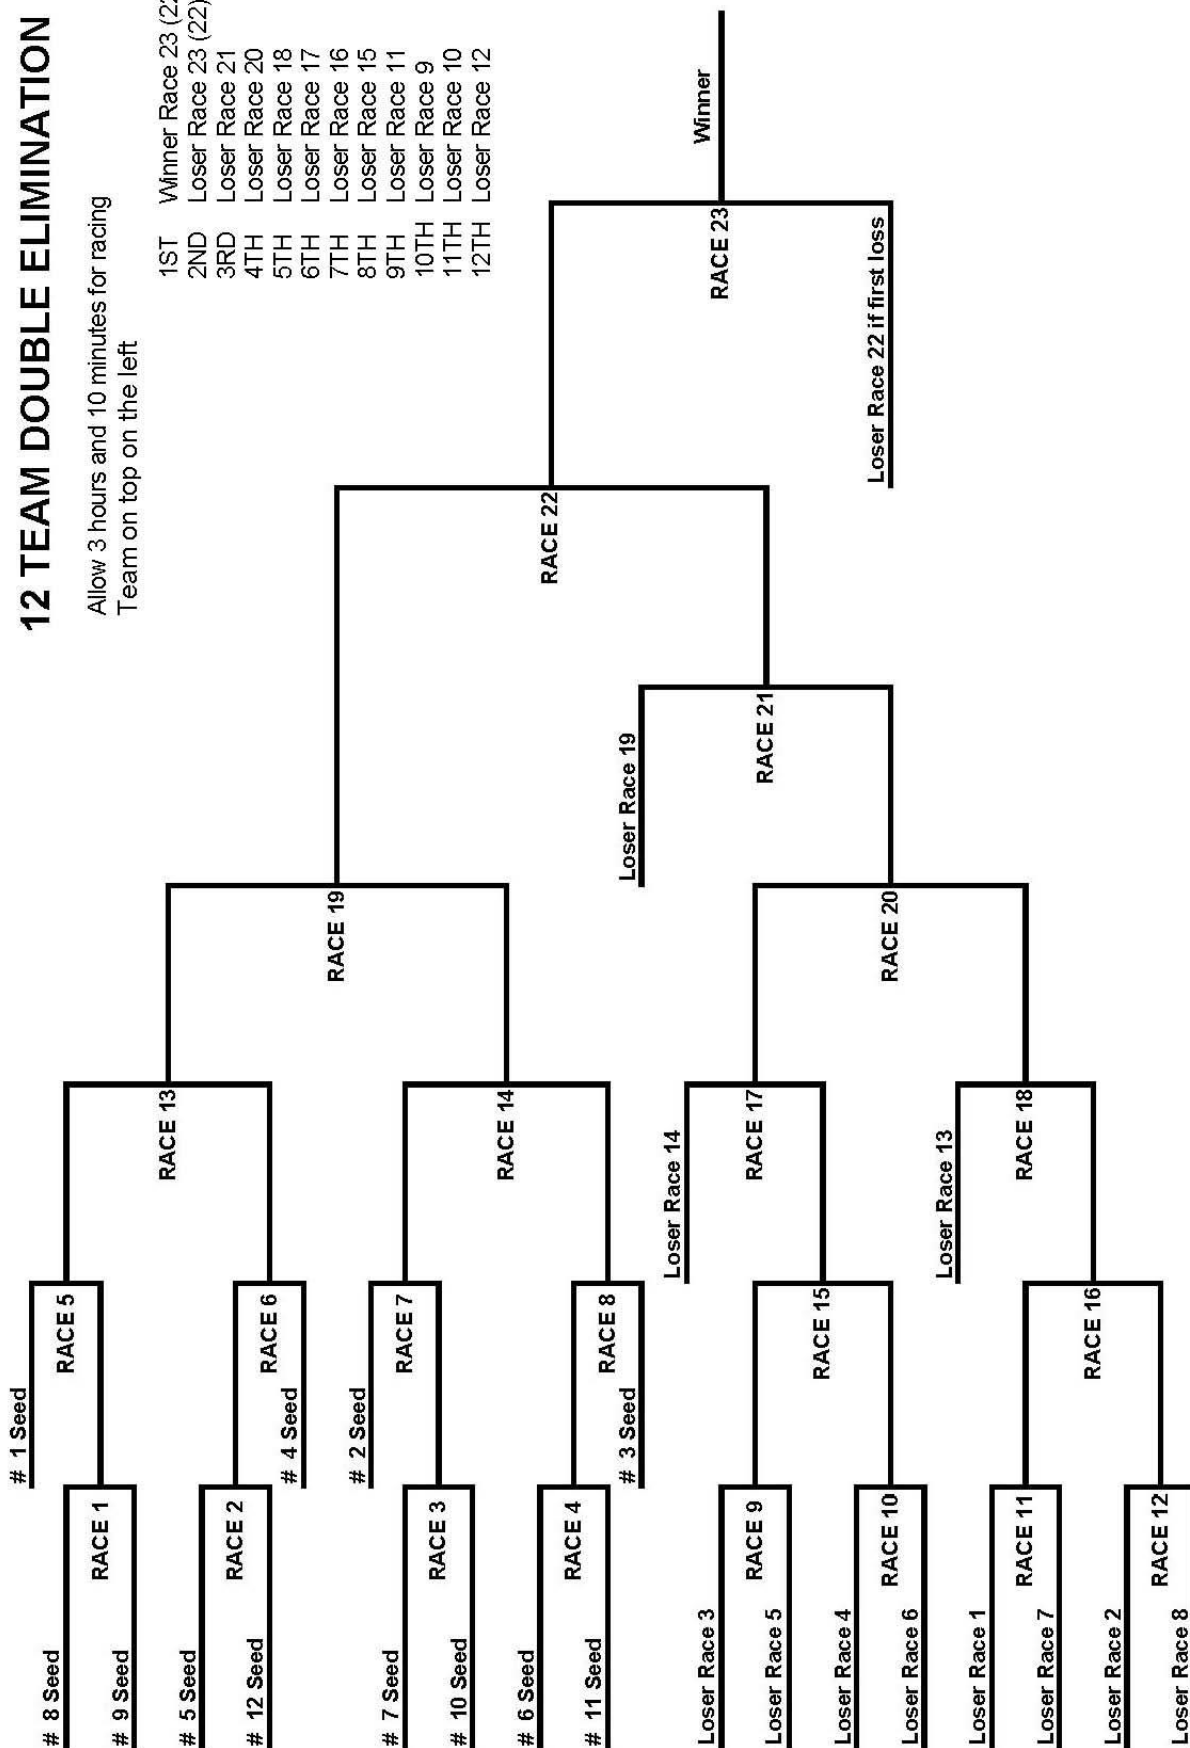 12 TEAM DOUBLE ELIMINATION
Allow 3 hours and 10 minutes for racing
Team on top on the left
1ST Winner Race 23 (22
2ND Loser Race 23 (22)
3RD Loser Race 21
4TH Loser Race 20
5TH Loser Race 18
6TH Loser Race 17
7TH Loser Race 16
8TH Loser Race 15
9TH Loser Race 11
10TH Loser Race 9
11TH Loser Race 10
12TH Loser Race 12
# 1 Seed
# 8 Seed
RACE 5
RACE 1
# 9 Seed
RACE 13
# 5 Seed
RACE 2
RACE 6
# 12 Seed
# 4 Seed
RACE 19
# 2 Seed
# 7 Seed
RACE 7
RACE 3
# 10 Seed
RACE 14
# 6 Seed
RACE 4
RACE 8
# 11 Seed
# 3 Seed
RACE 22
Loser Race 19
Loser Race 14
Winner
RACE 23
Loser Race 3
RACE 9
RACE 17
RACE 21
Loser Race 5
RACE 15
Loser Race 4
RACE 10
RACE 20
Loser Race 22 if first loss
Loser Race 6
Loser Race 13
Loser Race 1
RACE 11
RACE 18
Loser Race 7
RACE 16
Loser Race 2
RACE 12
Loser Race 8